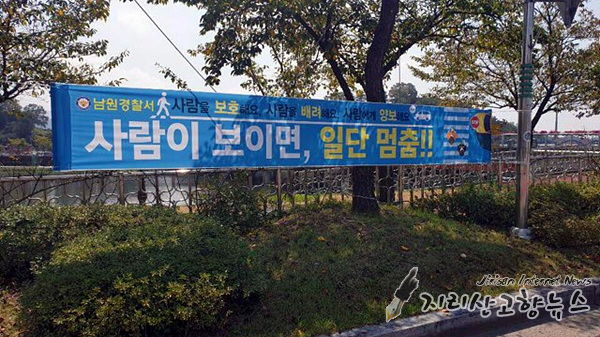 남원경찰서 사람을 보호해요. 사람을 배려해요. 사람에게 양보해요.
사람이 보이면, 일단 멈춤!!
Jirisan Internet News
지리산고향뉴스